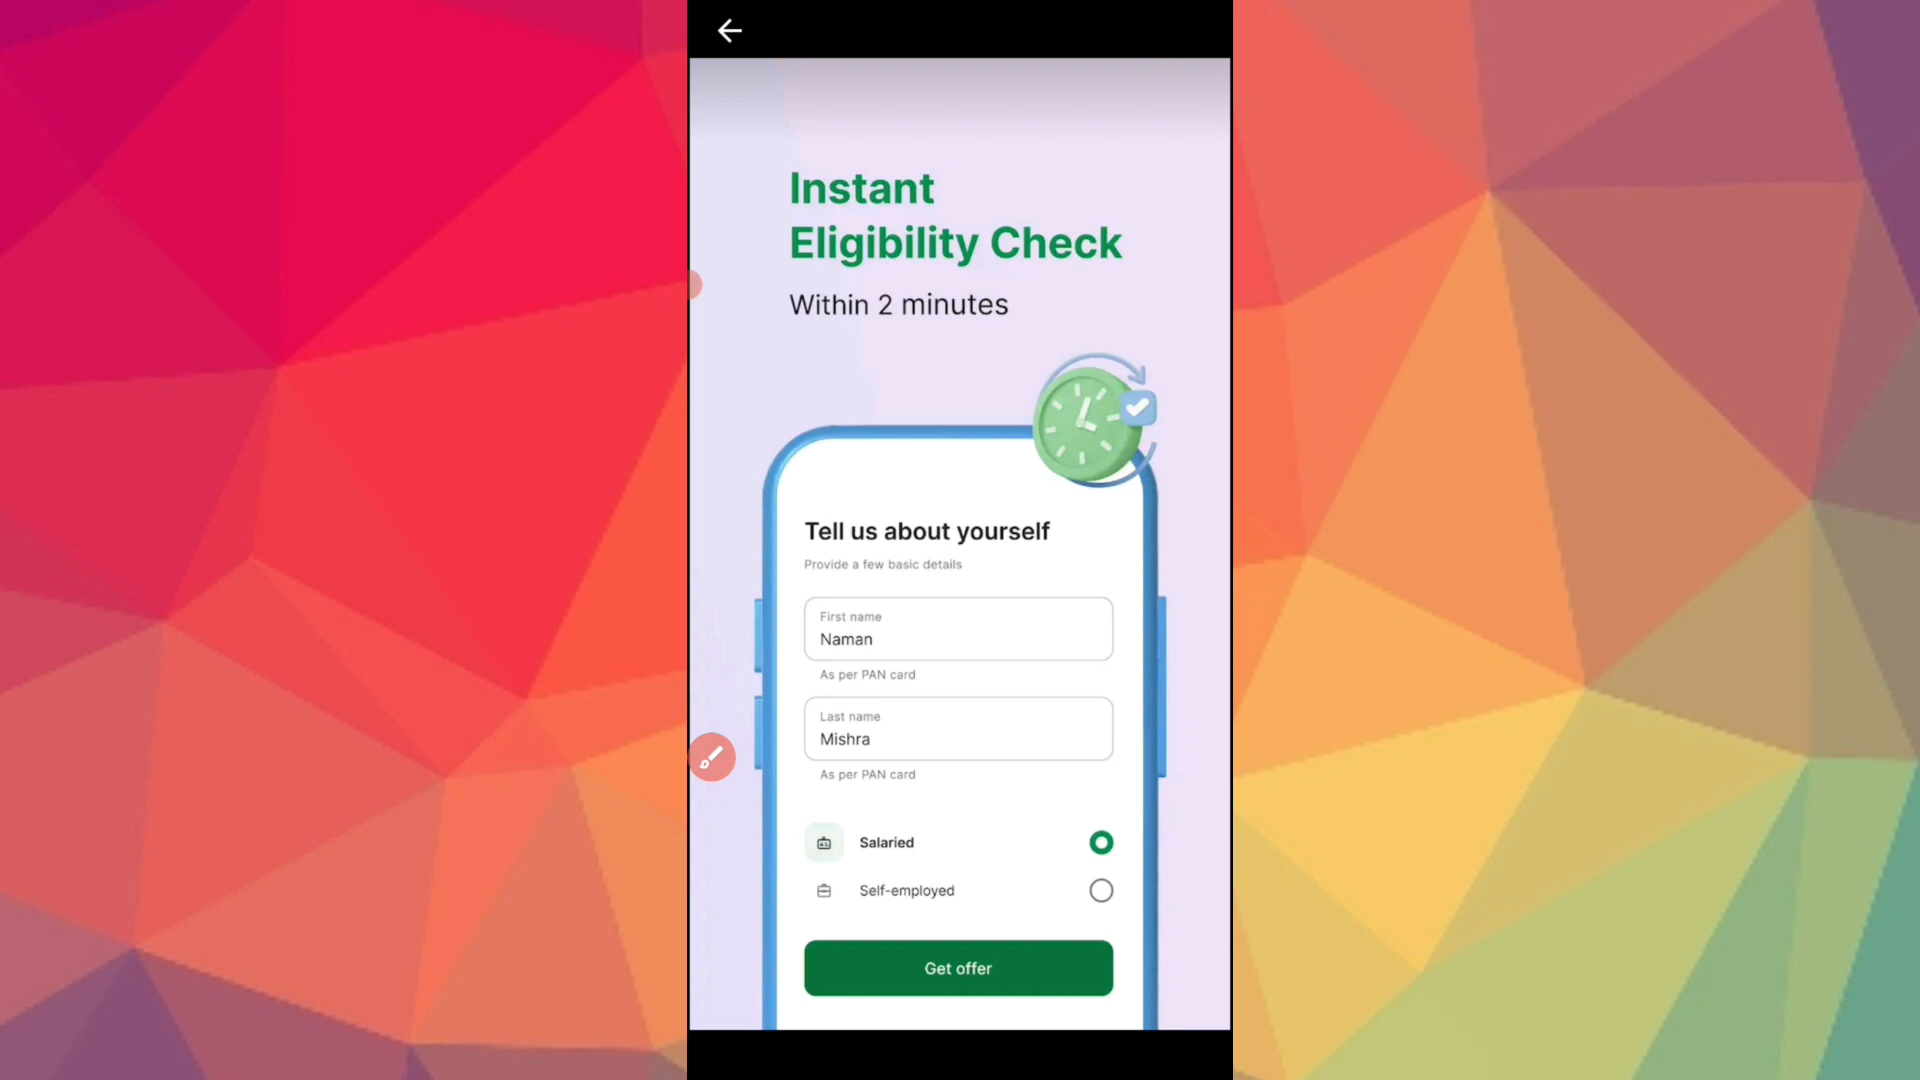 Instant
Eligibility Check
Within 2 minutes
Tell us about yourself
Provide a few basic details
First name
Naman
As per PAN card
Last name
Mishra
As per PAN card
Salaried
Self-employed
Get offer